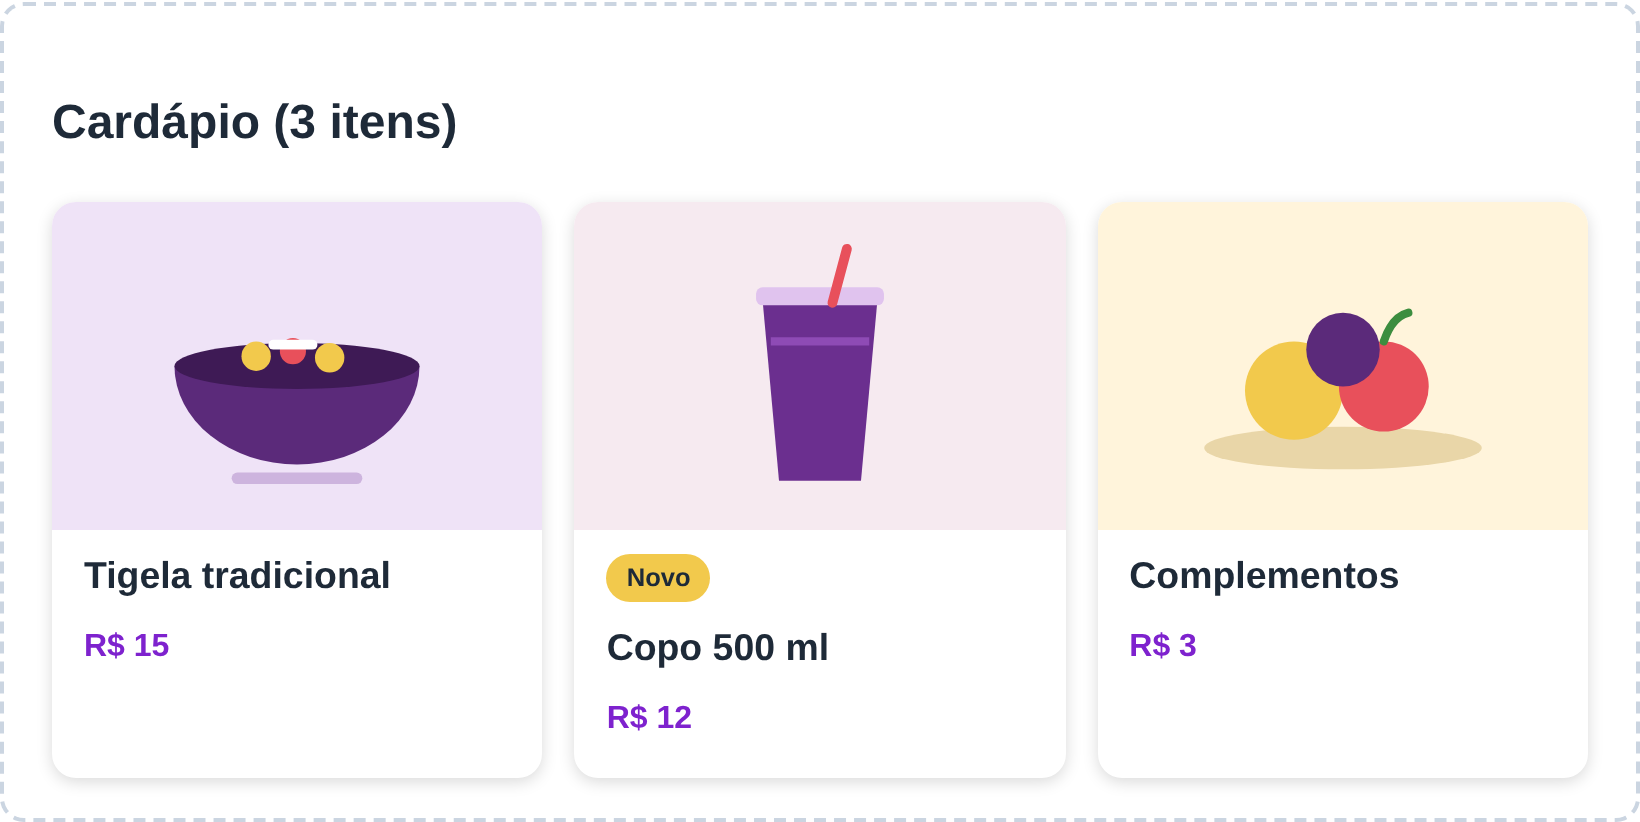 Cardápio (3 itens)
Tigela tradicional
R$ 15
Novo
Copo 500 ml
R$ 12
Complementos
R$ 3